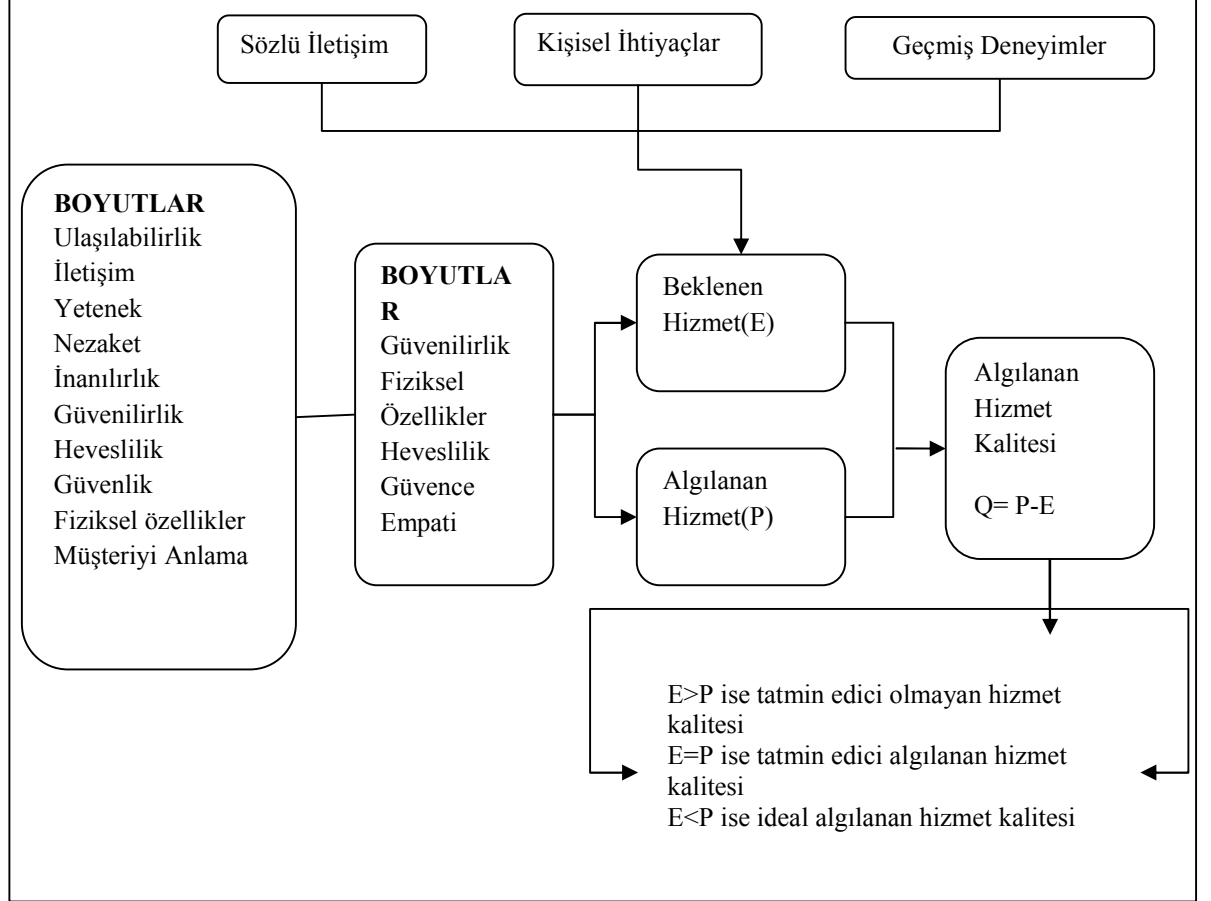 Sözlü İletişim
Kişisel İhtiyaçlar
Geçmiş Deneyimler
BOYUTLAR
Ulaşılabilirlik
İletişim
Yetenek
Nezaket
İnanılırlık
Güvenilirlik
Heveslilik
Güvenlik
Fiziksel özellikler
Müşteriyi Anlama
BOYUTLA
R
Güvenilirlik
Fiziksel
Özellikler
Heveslilik
Güvence
Empati
Beklenen
Hizmet(E)
Algılanan
Hizmet(P)
Algılanan
Hizmet
Kalitesi
Q= P-E
E>P ise tatmin edici olmayan hizmet
kalitesi
E=P ise tatmin edici algılanan hizmet
kalitesi
E<P ise ideal algılanan hizmet kalitesi